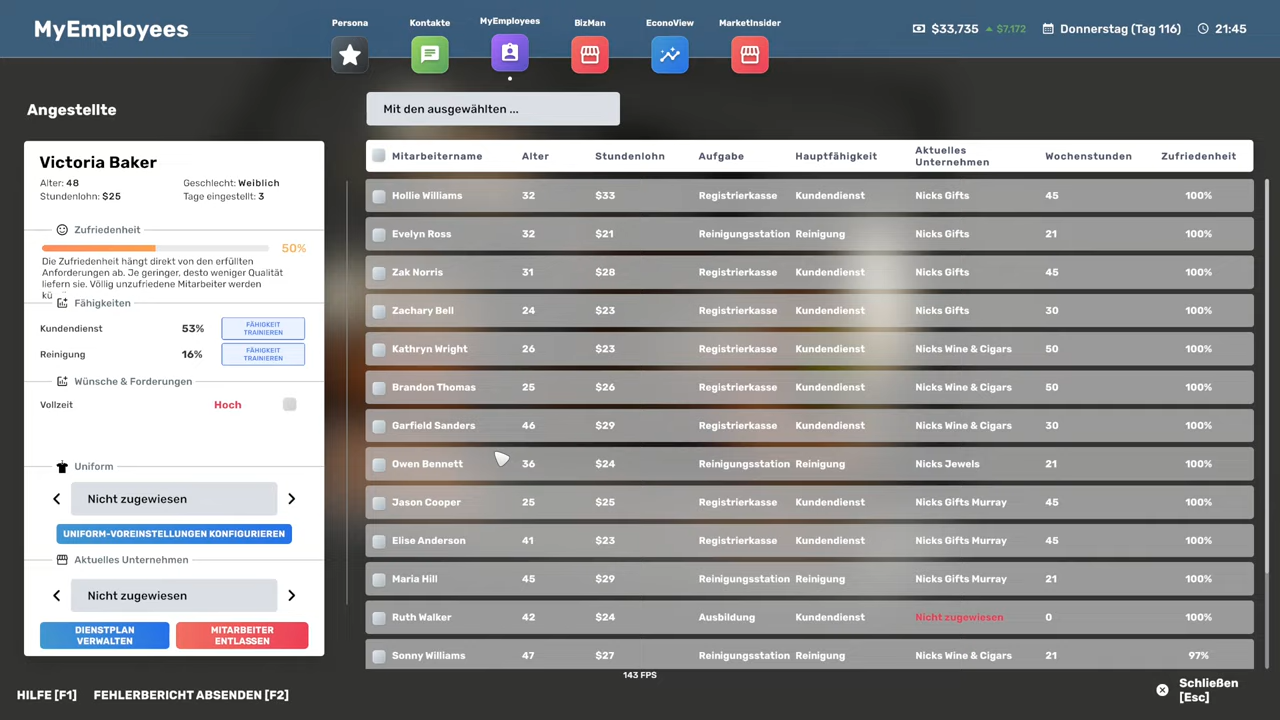 MyEmployees
Persona
Kontakte
MyEmployees
BizMan
EconoView
MarketInsider
$33,735 $7,172
Donnerstag (Tag 116)
21:45
Angestellte
Mit den ausgewählten ...
Victoria Baker
Alter: 48
Geschlecht: Weiblich
Stundenlohn: $25
Tage eingestellt: 3
Zufriedenheit
50%
Die Zufriedenheit hängt direkt von den erfüllten
Anforderungen ab. Je geringer, desto weniger Qualität
liefern sie. Völlig unzufriedene Mitarbeiter werden
Fähigkeiten
Kundendienst 53% FÄHIGKEIT TRAINIEREN
Reinigung 16% FÄHIGKEIT TRAINIEREN
Wünsche & Forderungen
Vollzeit Hoch
Uniform
Nicht zugewiesen
UNIFORM-VOREINSTELLUNGEN KONFIGURIEREN
Aktuelles Unternehmen
Nicht zugewiesen
DIENSTPLAN VERWALTEN
MITARBEITER ENTLASSEN
Mitarbeitername Alter Stundenlohn Aufgabe Hauptfähigkeit Aktuelles Unternehmen Wochenstunden Zufriedenheit
Hollie Williams 32 $33 Registrierkasse Kundendienst Nicks Gifts 45 100%
Evelyn Ross 32 $21 Reinigungsstation Reinigung Nicks Gifts 21 100%
Zak Norris 31 $28 Registrierkasse Kundendienst Nicks Gifts 45 100%
Zachary Bell 24 $23 Registrierkasse Kundendienst Nicks Gifts 30 100%
Kathryn Wright 26 $23 Registrierkasse Kundendienst Nicks Wine & Cigars 50 100%
Brandon Thomas 25 $26 Registrierkasse Kundendienst Nicks Wine & Cigars 50 100%
Garfield Sanders 46 $29 Registrierkasse Kundendienst Nicks Wine & Cigars 30 100%
Owen Bennett 36 $24 Reinigungsstation Reinigung Nicks Jewels 21 100%
Jason Cooper 25 $25 Registrierkasse Kundendienst Nicks Gifts Murray 45 100%
Elise Anderson 41 $23 Registrierkasse Kundendienst Nicks Gifts Murray 45 100%
Maria Hill 45 $29 Reinigungsstation Reinigung Nicks Gifts Murray 21 100%
Ruth Walker 42 $24 Ausbildung Kundendienst Nicht zugewiesen 0 100%
Sonny Williams 47 $27 Reinigungsstation Reinigung Nicks Wine & Cigars 21 97%
143 FPS
HILFE [F1]
FEHLERBERICHT ABSENDEN [F2]
Schließen
[Esc]